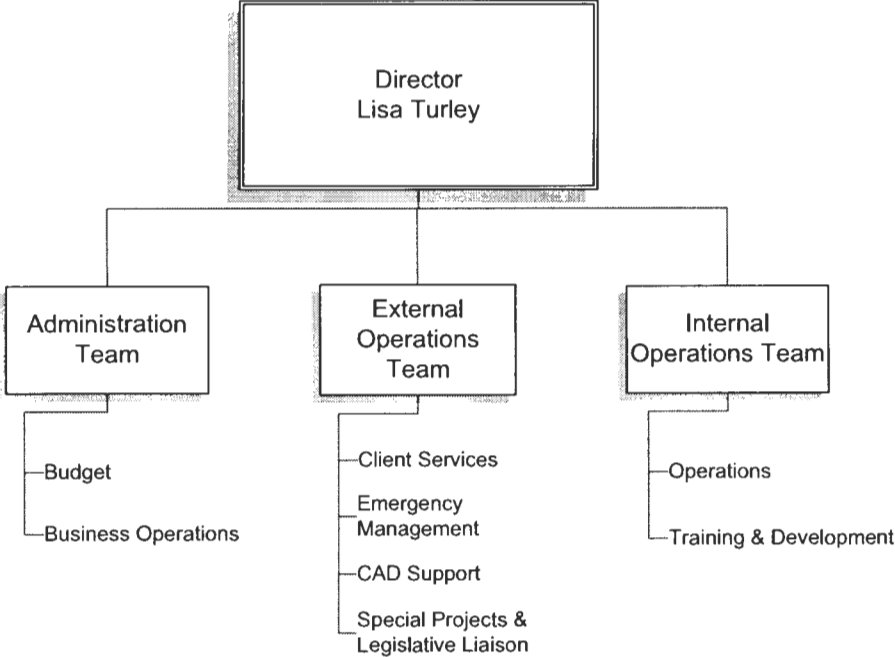 Director
Lisa Turley
Administration
Team
External
Operations
Team
Internal
Operations Team
Budget
Business Operations
Client Services
Emergency
Management
CAD Support
Special Projects &
Legislative Liaison
Operations
Training & Development